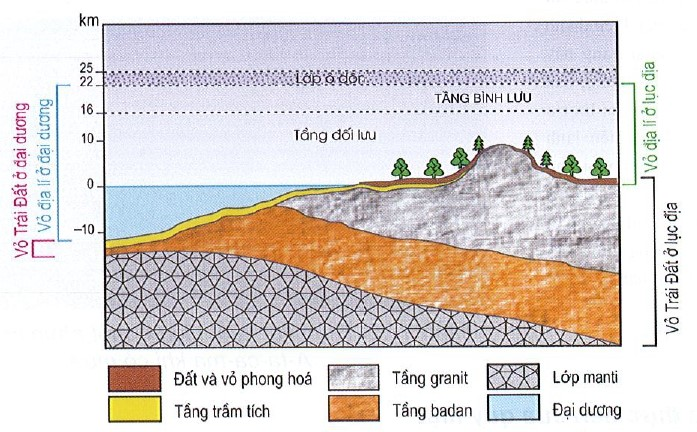 km
25
Lớp ô dôn
22
TẦNG BÌNH LƯU
16
Tầng đối lưu
10
0
-10
Vỏ Trái Đất ở đại dương
Vỏ địa lí ở đại dương
Vỏ địa lí ở lục địa
Vỏ Trái Đất ở lục địa
Đất và vỏ phong hoá
Tầng granit
Lớp manti
Tầng trầm tích
Tầng badan
Đại dương